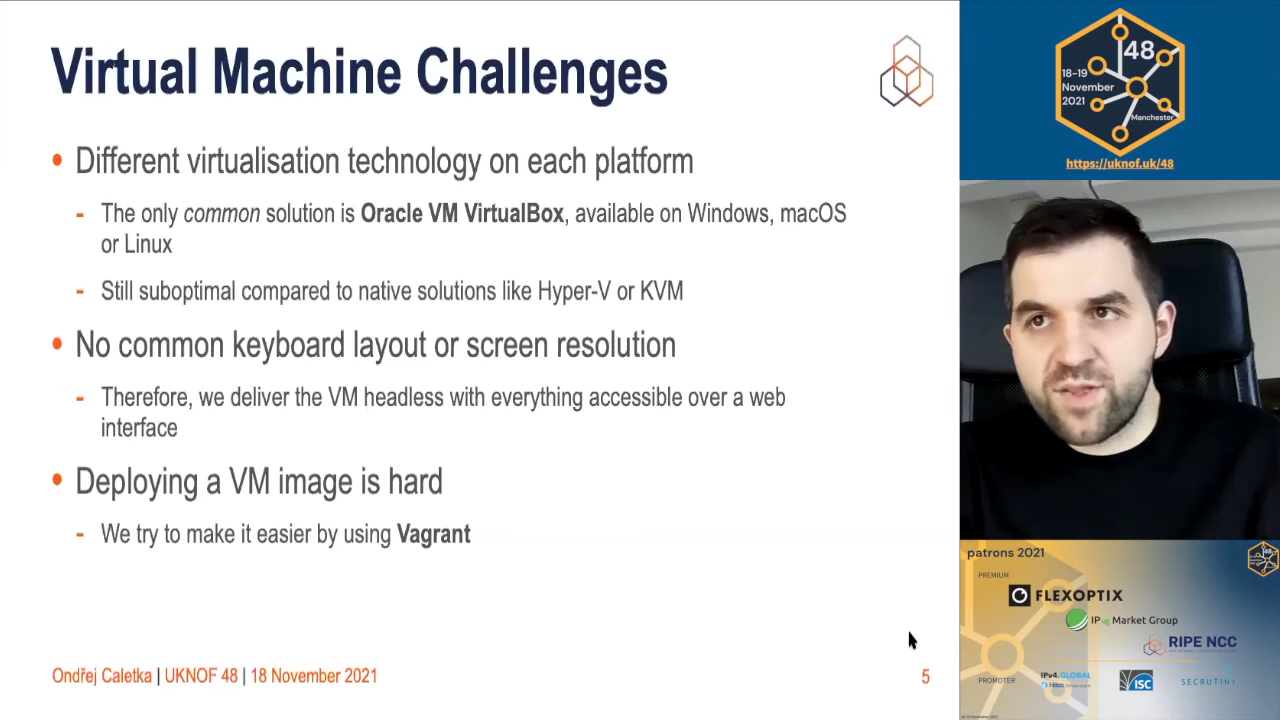 Virtual Machine Challenges
• Different virtualisation technology on each platform
- The only common solution is Oracle VM VirtualBox, available on Windows, macOS
or Linux
- Still suboptimal compared to native solutions like Hyper-V or KVM
• No common keyboard layout or screen resolution
- Therefore, we deliver the VM headless with everything accessible over a web
interface
• Deploying a VM image is hard
- We try to make it easier by using Vagrant
Ondřej Caletka | UKNOF 48 | 18 November 2021
5
48
18-19
November
2021
Manchester
https://uknof.uk/48
patrons 2021
PREMIUM
FLEXOPTIX
IPv4 Market Group
RIPE NCC
PROMOTER
IPv4.GLOBAL
Hilco
ISC
SECRUTINY